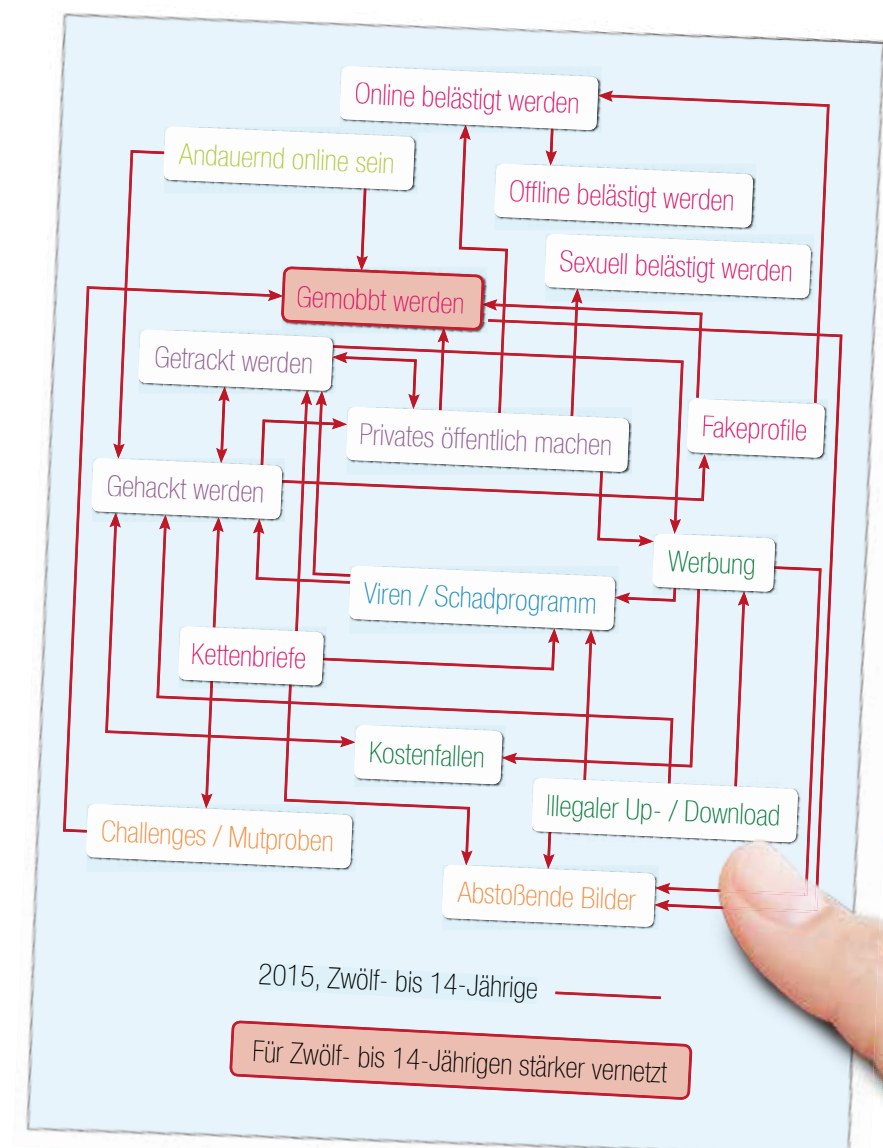 Online belästigt werden
Andauernd online sein
Offline belästigt werden
Sexuell belästigt werden
Gemobbt werden
Getrackt werden
Privates öffentlich machen
Fakeprofile
Gehackt werden
Werbung
Viren / Schadprogramm
Kettenbriefe
Kostenfallen
Illegaler Up- / Download
Challenges / Mutproben
Abstoßende Bilder
2015, Zwölf- bis 14-Jährige
Für Zwölf- bis 14-Jährigen stärker vernetzt